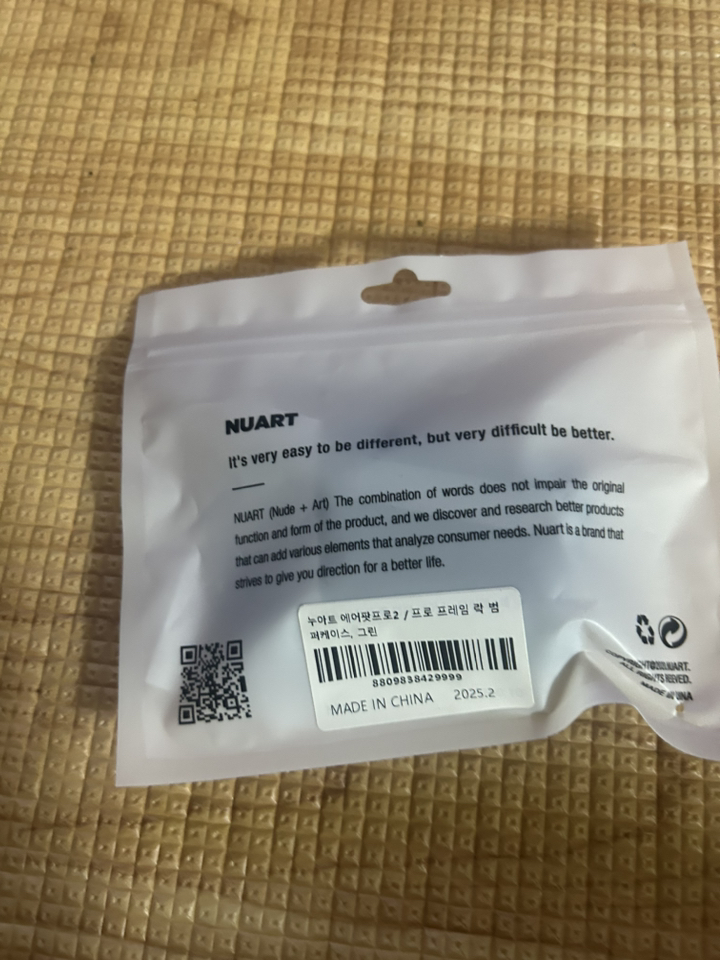 NUART
It's very easy to be different, but very difficult be better.
NUART (Nude + Art) The combination of words does not impair the original
function and form of the product, and we discover and research better products
that can add various elements that analyze consumer needs. Nuart is a brand that
strives to give you direction for a better life.
누아트 에어팟프로2 / 프로 프레임 락 범
퍼케이스, 그린
8809838429999
MADE IN CHINA 2025.2